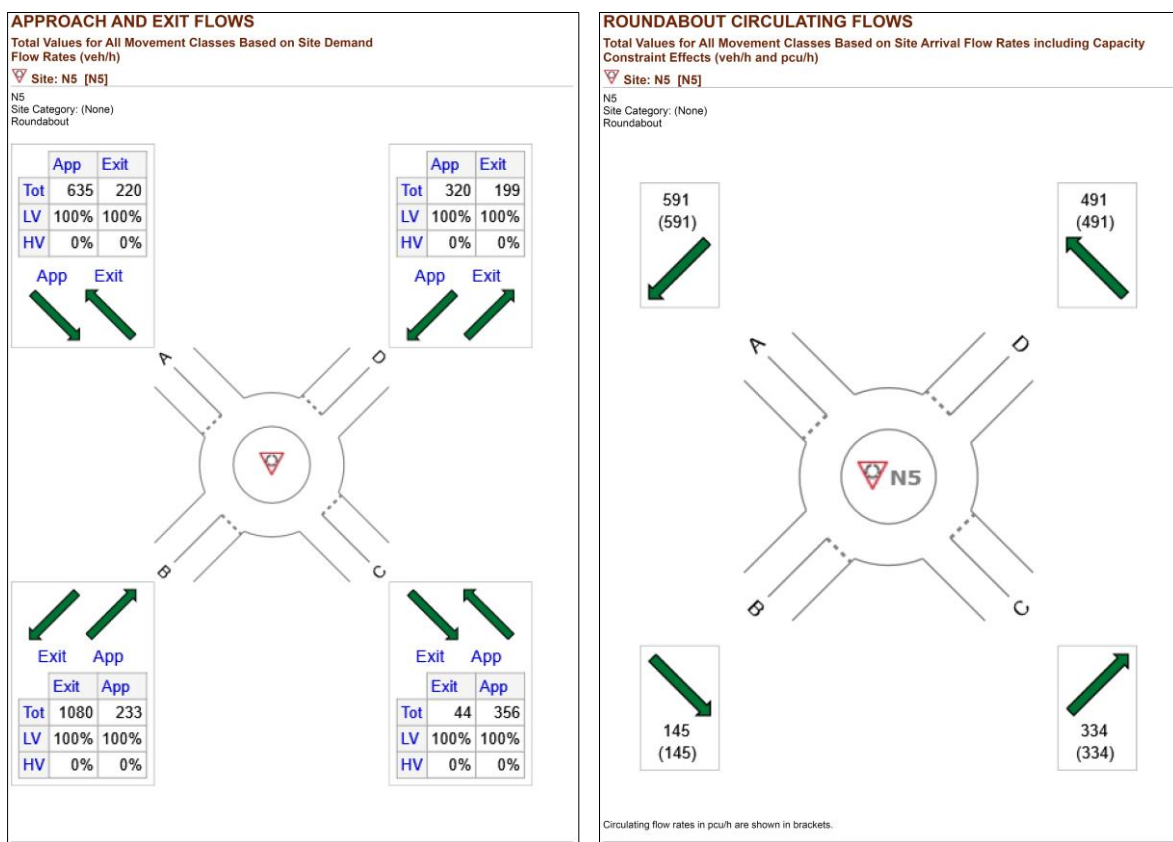 APPROACH AND EXIT FLOWS
Total Values for All Movement Classes Based on Site Demand
Flow Rates (veh/h)
Site: N5 [N5]
N5
Site Category: (None)
Roundabout
App Exit
Tot 635 220
LV 100% 100%
HV 0% 0%
App Exit
App Exit
Tot 320 199
LV 100% 100%
HV 0% 0%
App Exit
A
D
B
C
Exit App
Exit App
Tot 1080 233
LV 100% 100%
HV 0% 0%
Exit App
Exit App
Tot 44 356
LV 100% 100%
HV 0% 0%
ROUNDABOUT CIRCULATING FLOWS
Total Values for All Movement Classes Based on Site Arrival Flow Rates including Capacity
Constraint Effects (veh/h and pcu/h)
Site: N5 [N5]
N5
Site Category: (None)
Roundabout
591
(591)
491
(491)
A
D
N5
B
C
145
(145)
334
(334)
Circulating flow rates in pcu/h are shown in brackets.